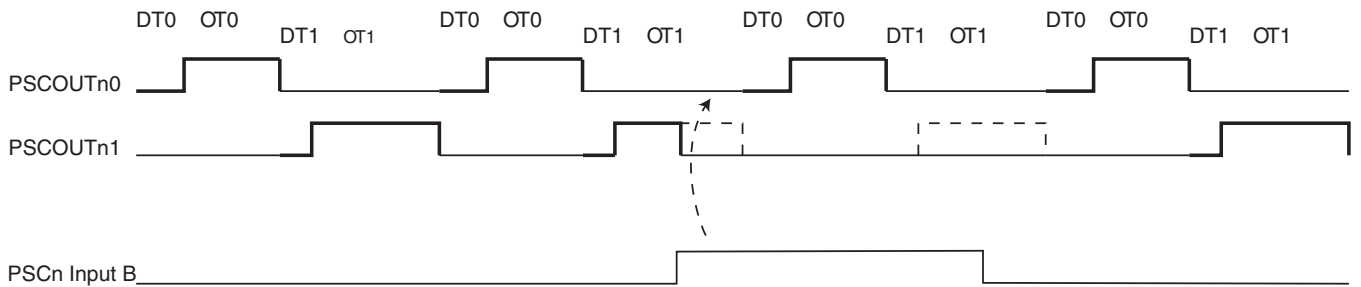 DT0 OT0 DT0 OT0 DT0 OT0 DT0 OT0
DT1 OT1 DT1 OT1 DT1 OT1 DT1 OT1
PSCOUTn0
PSCOUTn1
PSCn Input B